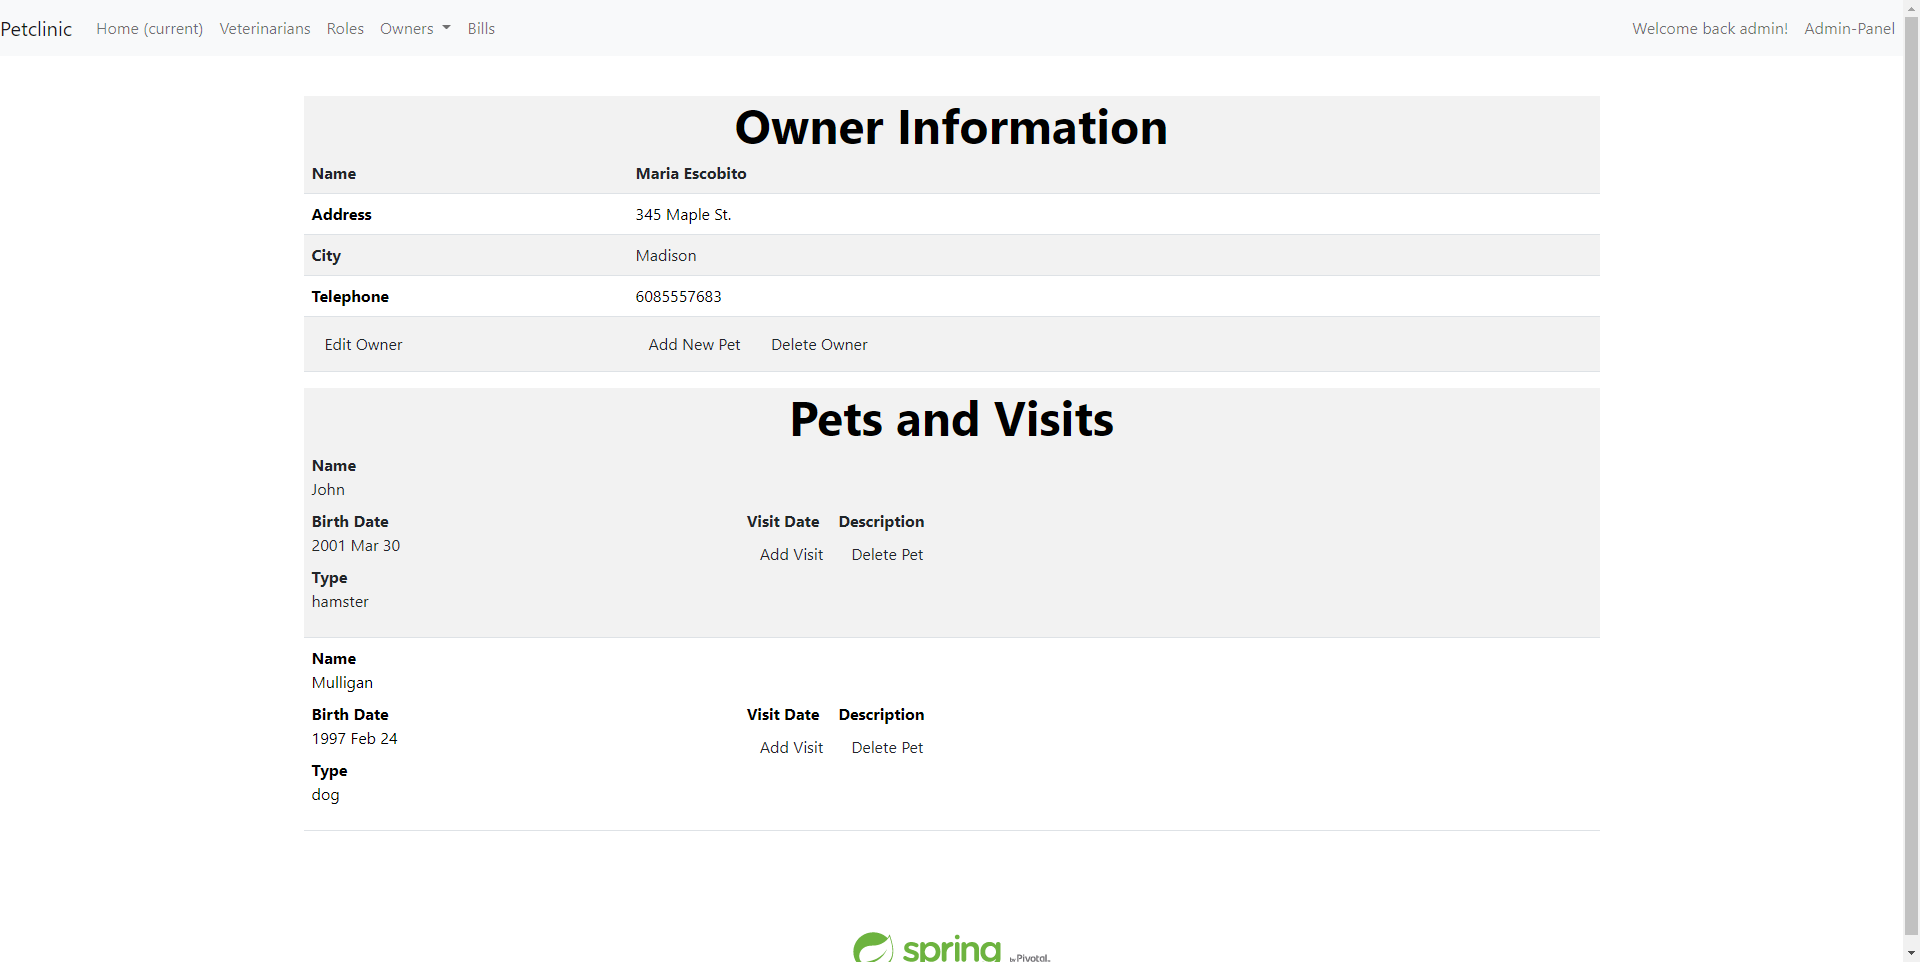 Petclinic Home (current) Veterinarians Roles Owners Bills Welcome back admin! Admin-Panel
Owner Information
Name Maria Escobito
Address 345 Maple St.
City Madison
Telephone 6085557683
Edit Owner Add New Pet Delete Owner
Pets and Visits
Name
John
Birth Date Visit Date Description
2001 Mar 30
Add Visit Delete Pet
Type
hamster
Name
Mulligan
Birth Date Visit Date Description
1997 Feb 24
Add Visit Delete Pet
Type
dog
spring by Pivotal.